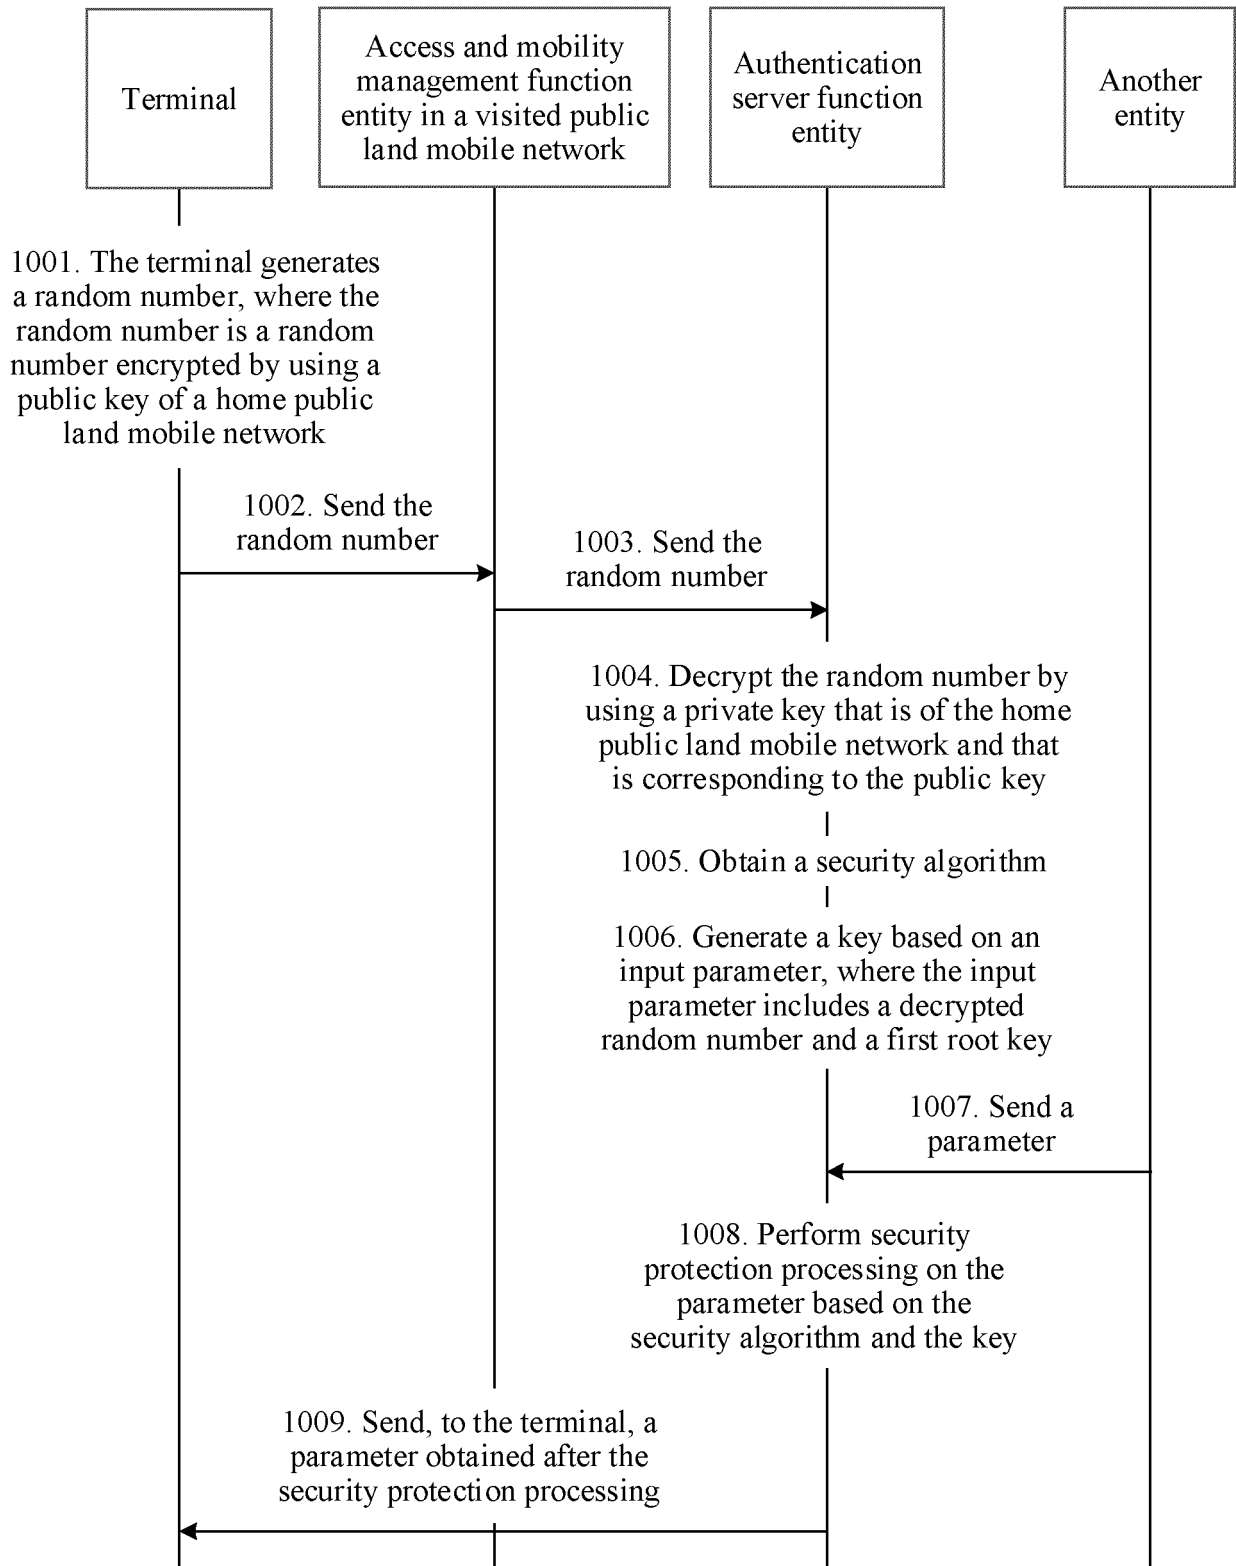 Terminal
Access and mobility
management function
entity in a visited public
land mobile network
Authentication
server function
entity
Another
entity
1001. The terminal generates
a random number, where the
random number is a random
number encrypted by using a
public key of a home public
land mobile network
1002. Send the
random number
1003. Send the
random number
1004. Decrypt the random number by
using a private key that is of the home
public land mobile network and that
is corresponding to the public key
1005. Obtain a security algorithm
1006. Generate a key based on an
input parameter, where the input
parameter includes a decrypted
random number and a first root key
1007. Send a
parameter
1008. Perform security
protection processing on the
parameter based on the
security algorithm and the key
1009. Send, to the terminal, a
parameter obtained after the
security protection processing